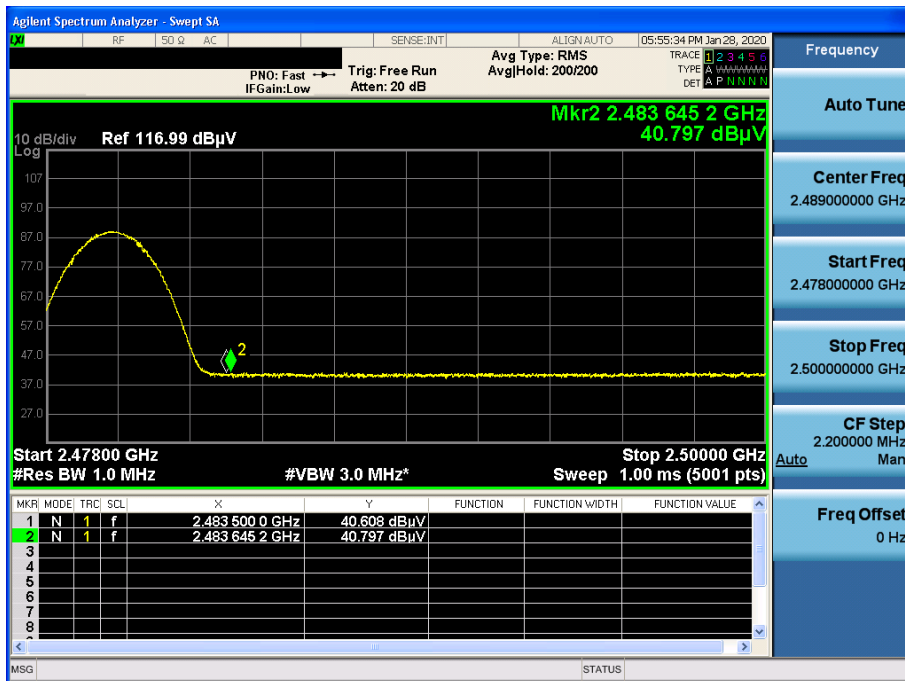 Agilent Spectrum Analyzer - Swept SA
LXI RF 50 Ω AC SENSE:INT ALIGN AUTO 05:55:34 PM Jan 28, 2020
PNO: Fast
IFGain:Low
Trig: Free Run
Atten: 20 dB
Avg Type: RMS
Avg|Hold: 200/200
TRACE 1 2 3 4 5 6
TYPE A WWWWW
DET A P N N N N
Mkr2 2.483 645 2 GHz
40.797 dBµV
10 dB/div
Log
Ref 116.99 dBµV
107
97.0
87.0
77.0
67.0
57.0
47.0
37.0
27.0
2
Start 2.47800 GHz
Stop 2.50000 GHz
#Res BW 1.0 MHz
#VBW 3.0 MHz*
Sweep 1.00 ms (5001 pts)
MKR MODE TRC SCL X Y FUNCTION FUNCTION WIDTH FUNCTION VALUE
1 N 1 f 2.483 500 0 GHz 40.608 dBµV
2 N 1 f 2.483 645 2 GHz 40.797 dBµV
3
4
5
6
7
8
MSG
STATUS
Frequency
Auto Tune
Center Freq
2.489000000 GHz
Start Freq
2.478000000 GHz
Stop Freq
2.500000000 GHz
CF Step
2.200000 MHz
Auto Man
Freq Offset
0 Hz